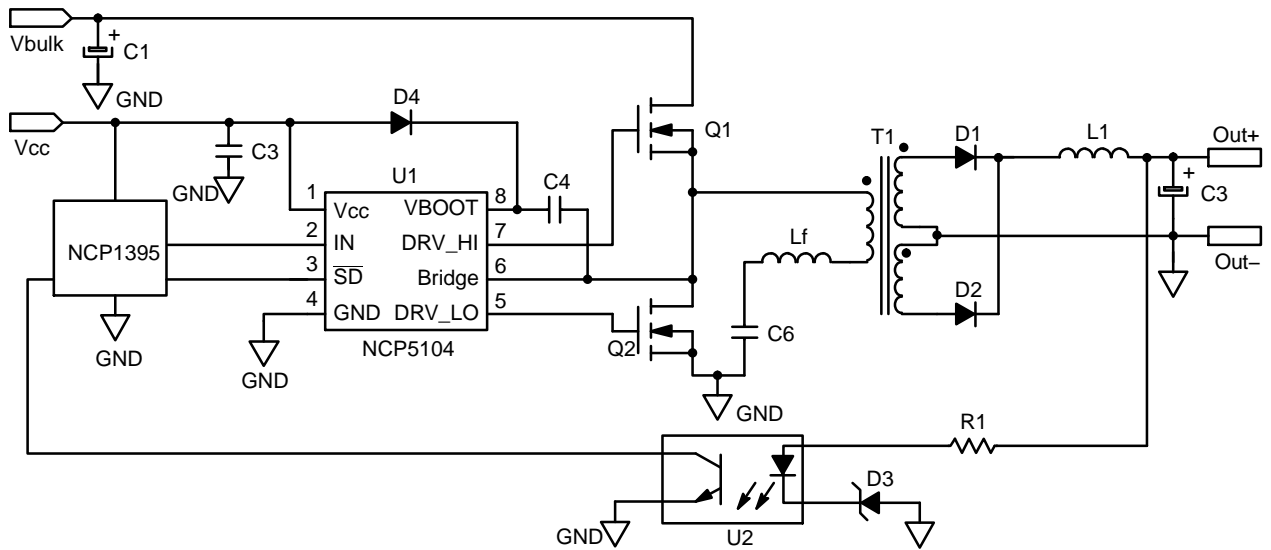 Vbulk
+
C1
GND
D4
Vcc
C3
GND
Q1
T1
D1
L1
Out+
+
C3
Out−
U1
C4
NCP1395
1
Vcc
VBOOT
8
2
IN
DRV_HI
7
3
SD
Bridge
6
4
GND
DRV_LO
5
NCP5104
GND
GND
Lf
D2
Q2
C6
GND
R1
D3
GND
U2